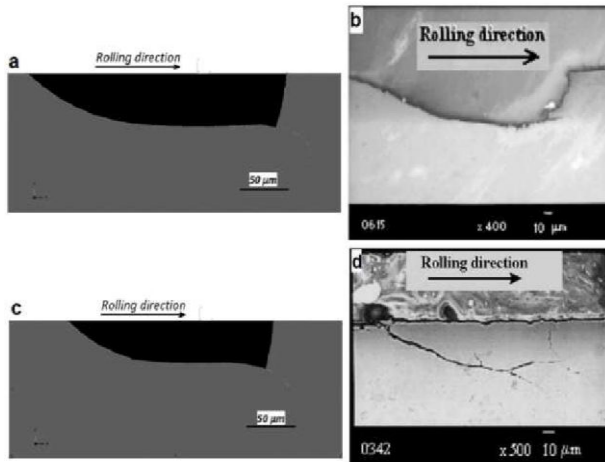 a
Rolling direction
50 μm
b
Rolling direction
0615
x 400
10 μm
c
Rolling direction
50 μm
d
Rolling direction
0342
x 500
10 μm